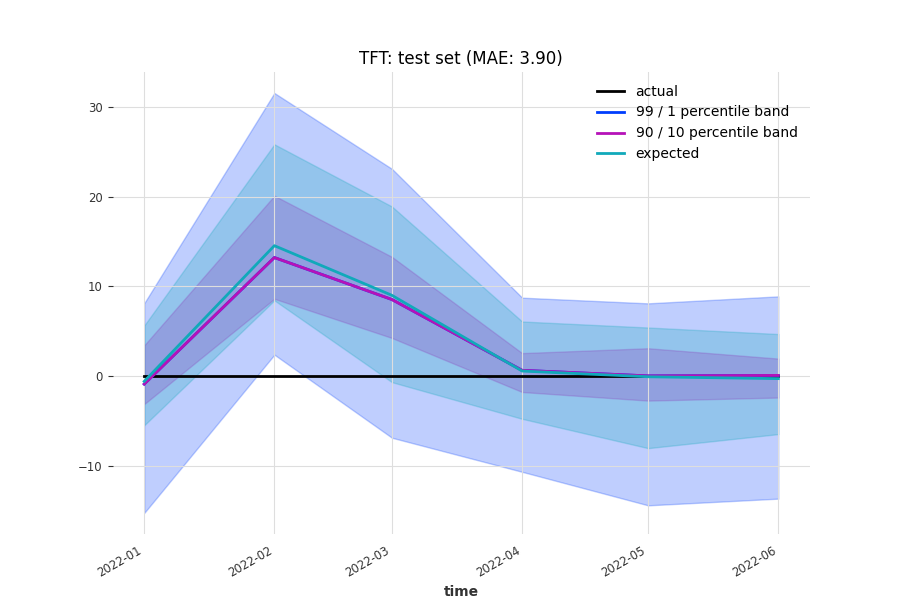 TFT: test set (MAE: 3.90)
actual
99 / 1 percentile band
90 / 10 percentile band
expected
30
20
10
0
−10
2022-01
2022-02
2022-03
2022-04
2022-05
2022-06
time